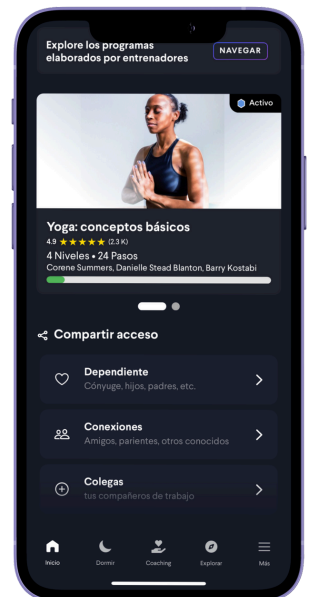 Explore los programas
elaborados por entrenadores
NAVEGAR
Activo
Yoga: conceptos básicos
4.9 ★★★★★ (2.3 K)
4 Niveles • 24 Pasos
Corene Summers, Danielle Stead Blanton, Barry Kostabi
Compartir acceso
Dependiente
Cónyuge, hijos, padres, etc.
Conexiones
Amigos, parientes, otros conocidos
Colegas
tus compañeros de trabajo
Inicio
Dormir
Coaching
Explorar
Más